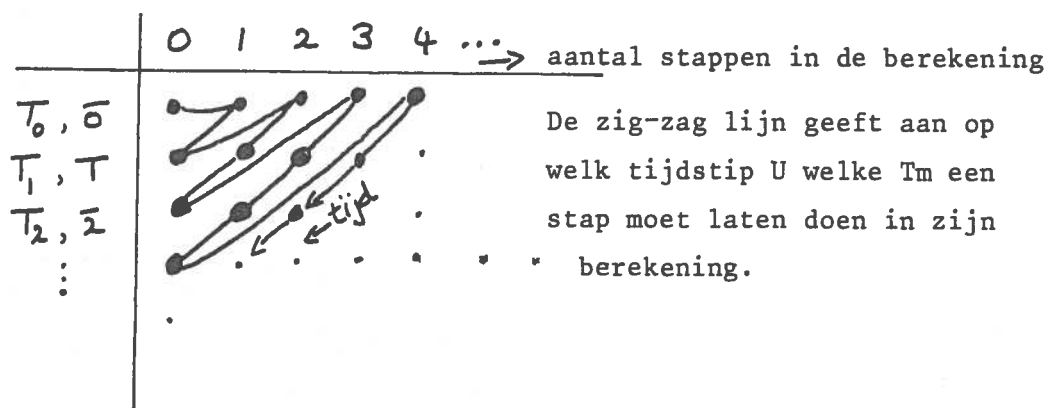 0 1 2 3 4 ...
→ aantal stappen in de berekening
T₀, 0̅
De zig-zag lijn geeft aan op
T₁, T
welk tijdstip U welke Tm een
T₂, 2̅
stap moet laten doen in zijn
tijd
berekening.
⋮